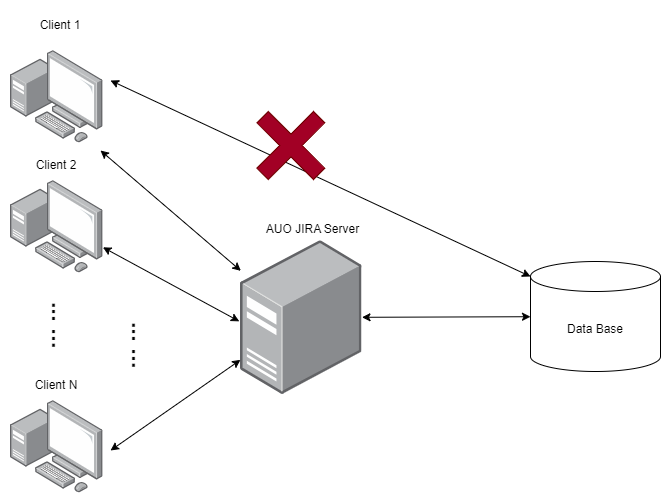 Client 1
Client 2
AUO JIRA Server
Data Base
Client N